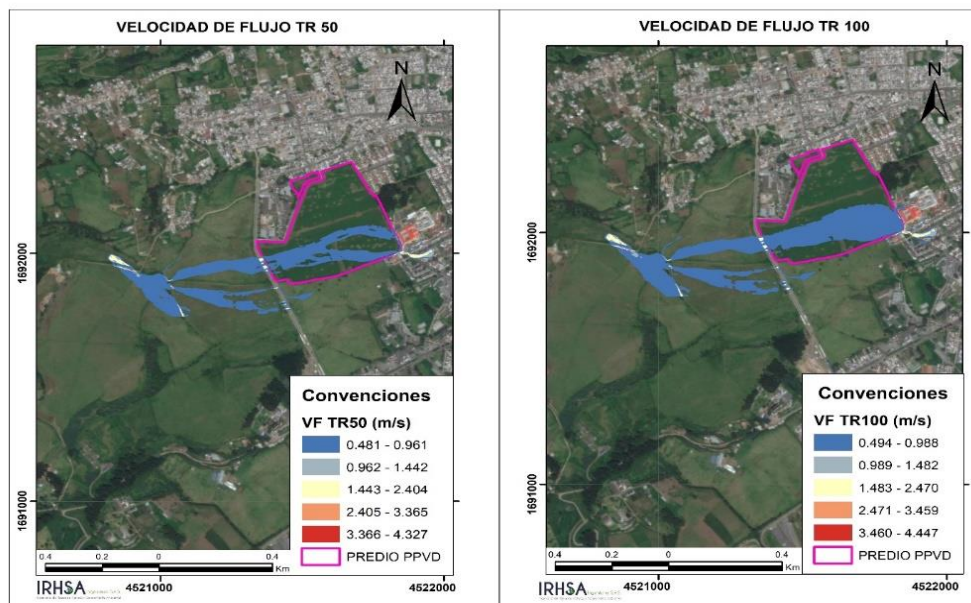 VELOCIDAD DE FLUJO TR 50
N
1692000
1691000
Convenciones
VF TR50 (m/s)
0.481 - 0.961
0.962 - 1.442
1.443 - 2.404
2.405 - 3.365
3.366 - 4.327
PREDIO PPVD
0.4 0.2 0 0.4
Km
IRHSA
4521000
4522000
VELOCIDAD DE FLUJO TR 100
N
1692000
1691000
Convenciones
VF TR100 (m/s)
0.494 - 0.988
0.989 - 1.482
1.483 - 2.470
2.471 - 3.459
3.460 - 4.447
PREDIO PPVD
0.4 0.2 0 0.4
Km
IRHSA
4521000
4522000